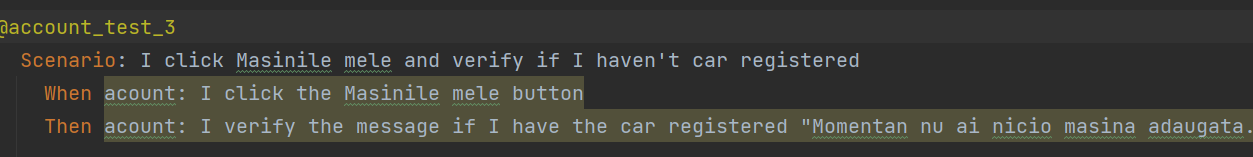 @account_test_3
Scenario: I click Masinile mele and verify if I haven't car registered
When acount: I click the Masinile mele button
Then acount: I verify the message if I have the car registered "Momentan nu ai nicio masina adaugata.